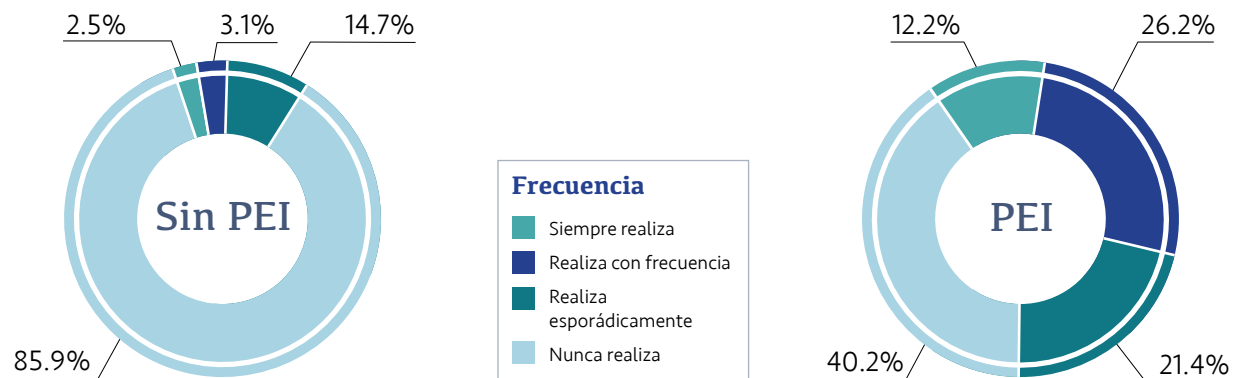 2.5%
3.1%
14.7%
Sin PEI
85.9%
Frecuencia
Siempre realiza
Realiza con frecuencia
Realiza
esporádicamente
Nunca realiza
12.2%
26.2%
PEI
40.2%
21.4%